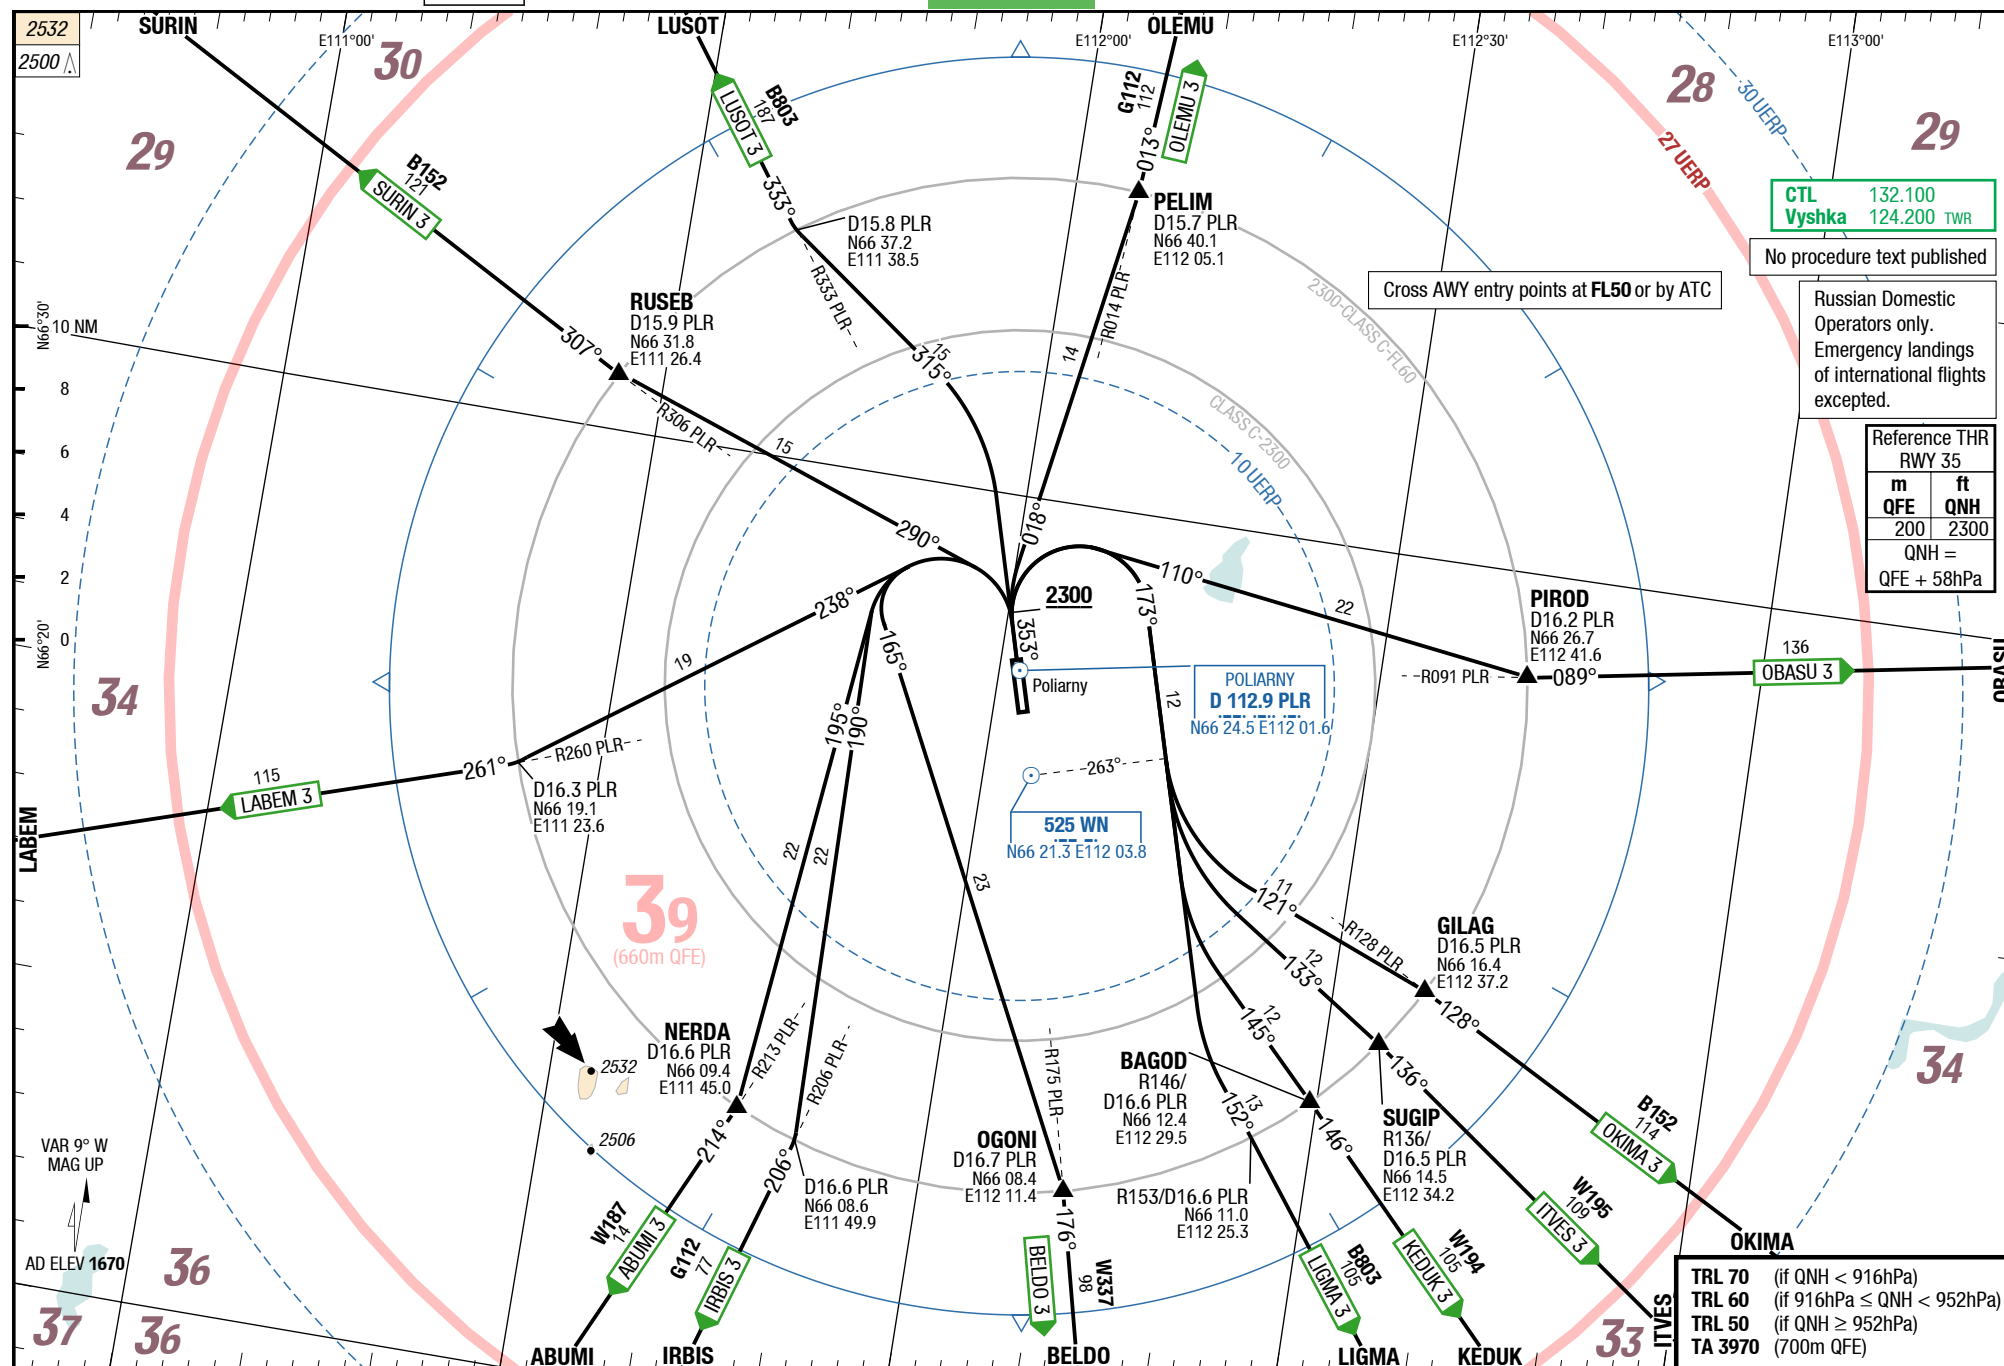 2532
2500
SURIN
LUSOT
OLEMU
E111°00'
E112°00'
E112°30'
E113°00'
30
29
28
29
30 UERP
27 UERP
B803
187
LUSOT 3
333°
G112
112
OLEMU 3
013°
B152
121
SURIN 3
307°
PELIM
D15.7 PLR
N66 40.1
E112 05.1
D15.8 PLR
N66 37.2
E111 38.5
R333 PLR
R014 PLR
CTL 132.100
Vyshka 124.200 TWR
No procedure text published
Cross AWY entry points at FL50 or by ATC
Russian Domestic
Operators only.
Emergency landings
of international flights
excepted.
RUSEB
D15.9 PLR
N66 31.8
E111 26.4
R306 PLR
15
315°
14
15
2300-CLASS C-FL60
CLASS C-2300
10 UERP
N66°30'
10 NM
8
6
4
2
0
N66°20'
Reference THR
RWY 35
m ft
QFE QNH
200 2300
QNH =
QFE + 58hPa
290°
018°
238°
110°
173°
165°
2300
353°
Poliarny
22
19
PIROD
D16.2 PLR
N66 26.7
E112 41.6
R091 PLR
089°
136
OBASU 3
OBASU
POLIARNY
D 112.9 PLR
N66 24.5 E112 01.6
12
263°
525 WN
N66 21.3 E112 03.8
34
195°
190°
R260 PLR
261°
115
LABEM 3
LABEM
D16.3 PLR
N66 19.1
E111 23.6
22
22
23
39
(660m QFE)
11
121°
R128 PLR
GILAG
D16.5 PLR
N66 16.4
E112 37.2
128°
12
133°
12
145°
13
152°
NERDA
D16.6 PLR
N66 09.4
E111 45.0
R213 PLR
R206 PLR
R175 PLR
2532
2506
BAGOD
R146/
D16.6 PLR
N66 12.4
E112 29.5
136°
146°
SUGIP
R136/
D16.5 PLR
N66 14.5
E112 34.2
34
B152
114
OKIMA 3
OKIMA
OGONI
D16.7 PLR
N66 08.4
E112 11.4
214°
206°
D16.6 PLR
N66 08.6
E111 49.9
R153/D16.6 PLR
N66 11.0
E112 25.3
176°
VAR 9° W
MAG UP
AD ELEV 1670
W187
14
ABUMI 3
G112
77
IRBIS 3
BELDO 3
W337
98
B803
105
LIGMA 3
W194
105
KEDUK 3
W195
109
ITVES 3
ITVES
36
37
36
33
ABUMI
IRBIS
BELDO
LIGMA
KEDUK
TRL 70 (if QNH < 916hPa)
TRL 60 (if 916hPa ≤ QNH < 952hPa)
TRL 50 (if QNH ≥ 952hPa)
TA 3970 (700m QFE)